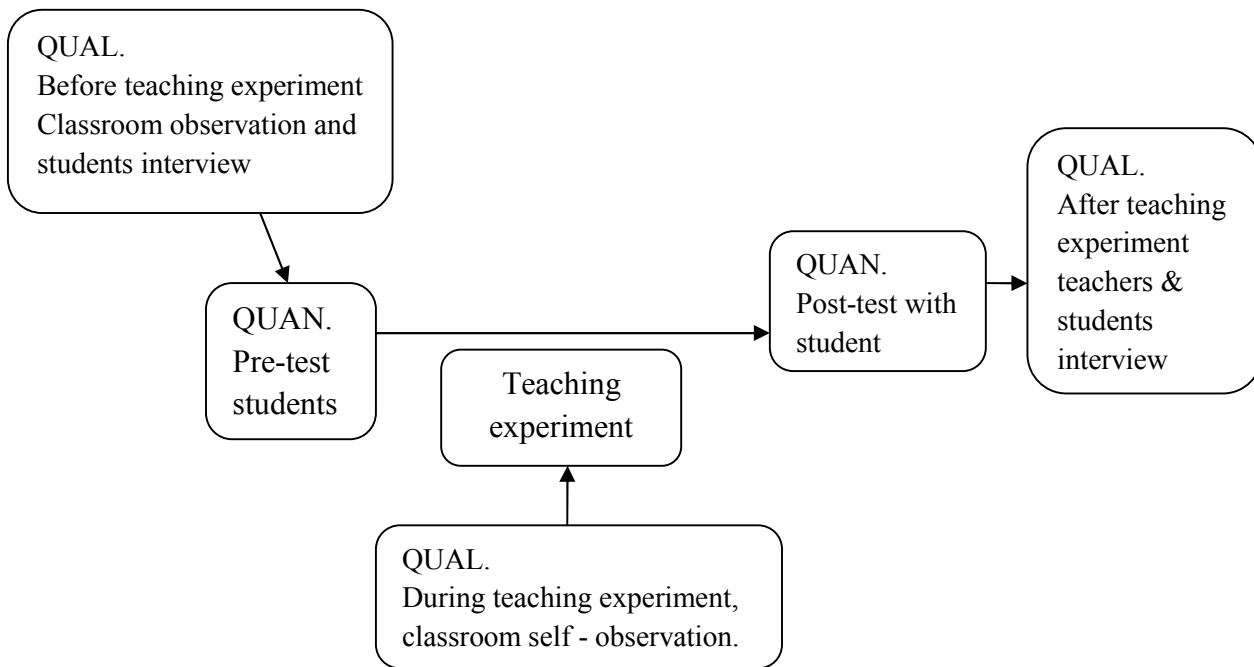 QUAL.
Before teaching experiment
Classroom observation and
students interview
QUAN.
Pre-test
students
Teaching
experiment
QUAL.
During teaching experiment,
classroom self - observation.
QUAN.
Post-test with
student
QUAL.
After teaching
experiment
teachers &
students
interview